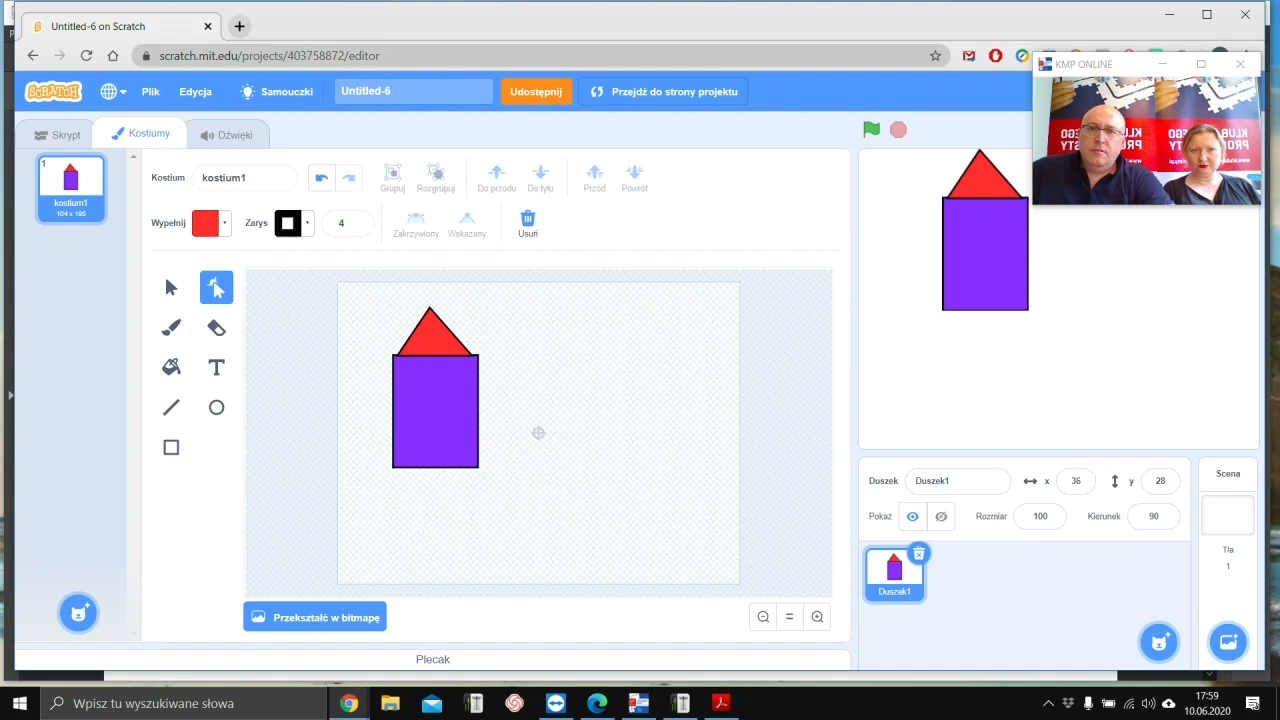 Untitled-6 on Scratch
scratch.mit.edu/projects/403758872/editor
KMP ONLINE
SCRATCH
Plik
Edycja
Samouczki
Untitled-6
Udostępnij
Przejdź do strony projektu
Skrypt
Kostiumy
Dźwięki
1
kostium1
104 x 195
Kostium
kostium1
Grupuj
Rozgrupuj
Do przodu
Do tyłu
Przód
Powrót
Wypełnij
Zarys
4
Zakrzywiony
Wskazany
Usuń
Przekształć w bitmapę
Plecak
Duszek
Duszek1
x
36
y
28
Pokaż
Rozmiar
100
Kierunek
90
Duszek1
Scena
Tła
1
Wpisz tu wyszukiwane słowa
17:59
10.06.2020